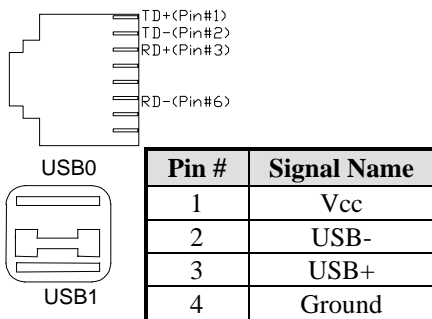 TD+(Pin#1)
TD-(Pin#2)
RD+(Pin#3)
RD-(Pin#6)
USB0
USB1
Pin # Signal Name
1 Vcc
2 USB-
3 USB+
4 Ground